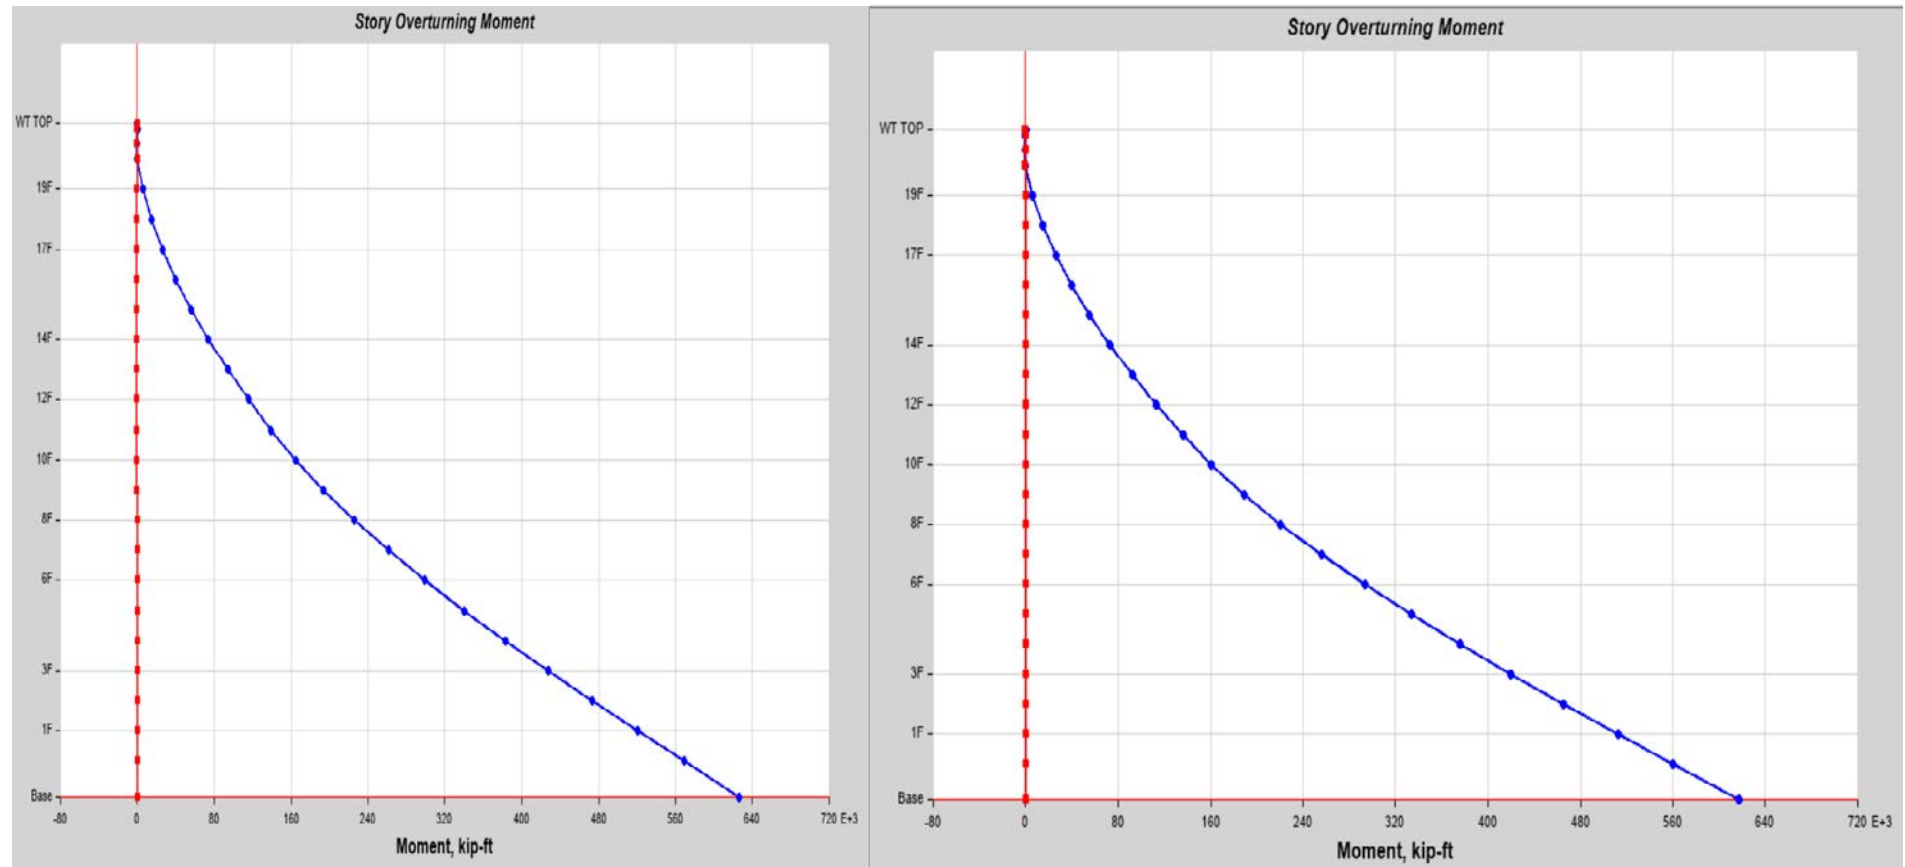 Story Overturning Moment
WT TOP
19F
17F
14F
12F
10F
8F
6F
3F
1F
Base
-80 0 80 160 240 320 400 480 560 640 720 E+3
Moment, kip-ft
Story Overturning Moment
WT TOP
19F
17F
14F
12F
10F
8F
6F
3F
1F
Base
-80 0 80 160 240 320 400 480 560 640 720 E+3
Moment, kip-ft